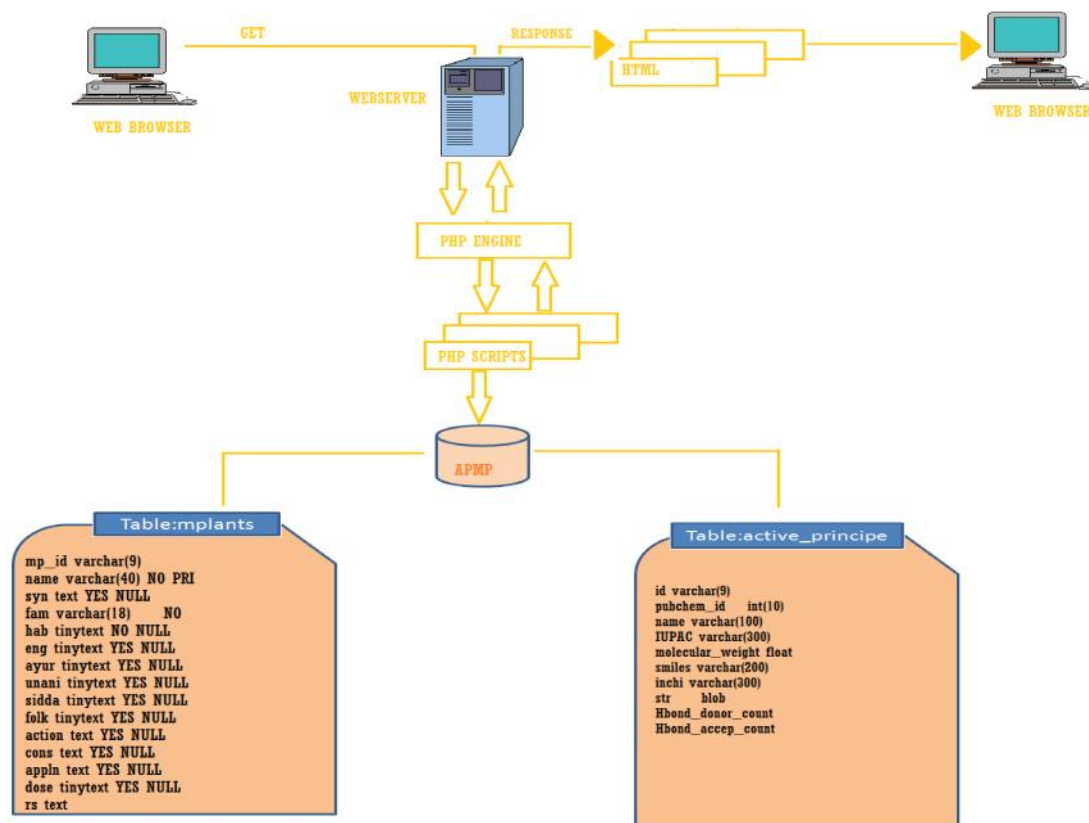 GET
RESPONSE
HTML
WEBSERVER
WEB BROWSER
WEB BROWSER
PHP ENGINE
PHP SCRIPTS
APMP
Table:mplants
mp_id varchar(9)
name varchar(40) NO PRI
syn text YES NULL
fam varchar(18) NO
hab tinytext NO NULL
eng tinytext YES NULL
ayur tinytext YES NULL
unani tinytext YES NULL
sidda tinytext YES NULL
folk tinytext YES NULL
action text YES NULL
cons text YES NULL
appln text YES NULL
dose tinytext YES NULL
rs text
Table:active_principe
id varchar(9)
pubchem_id int(10)
name varchar(100)
IUPAC varchar(300)
molecular_weight float
smiles varchar(200)
inchi varchar(300)
str blob
Hbond_donor_count
Hbond_accep_count